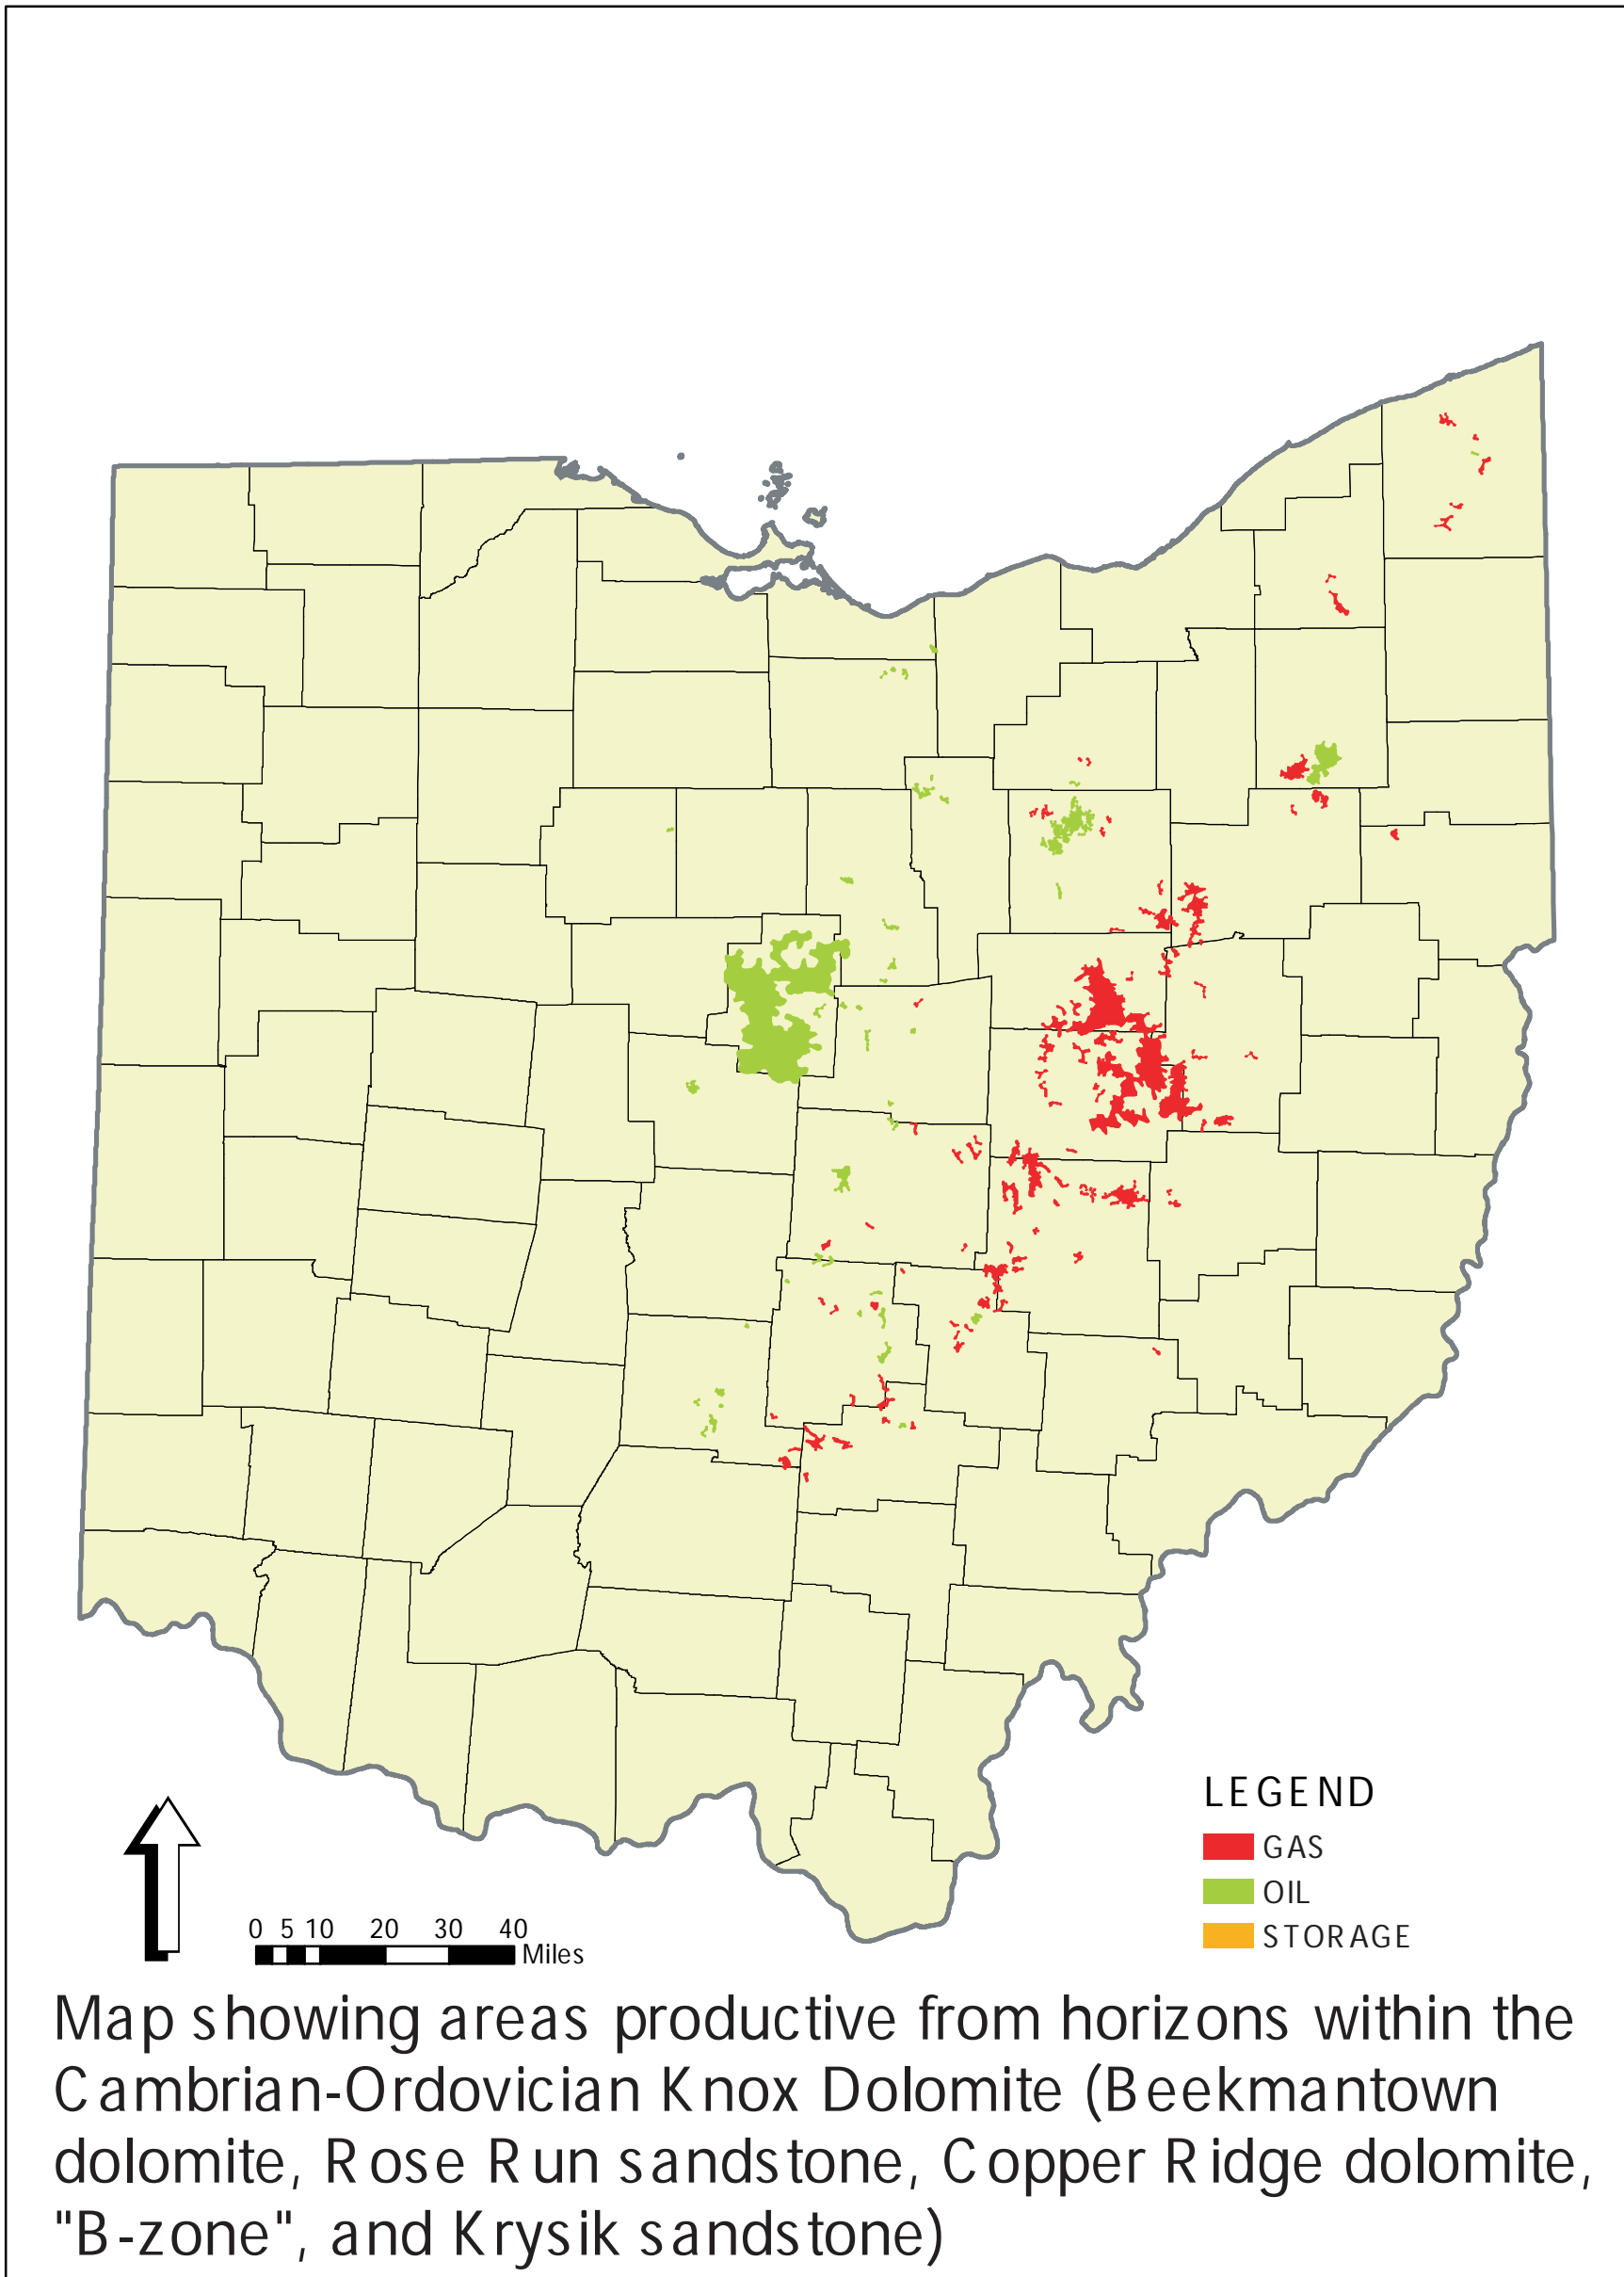 LEGEND
GAS
OIL
STORAGE
0 5 10 20 30 40
Miles
Map showing areas productive from horizons within the
Cambrian-Ordovician Knox Dolomite (Beekmantown
dolomite, Rose Run sandstone, Copper Ridge dolomite,
"B-zone", and Krysik sandstone)